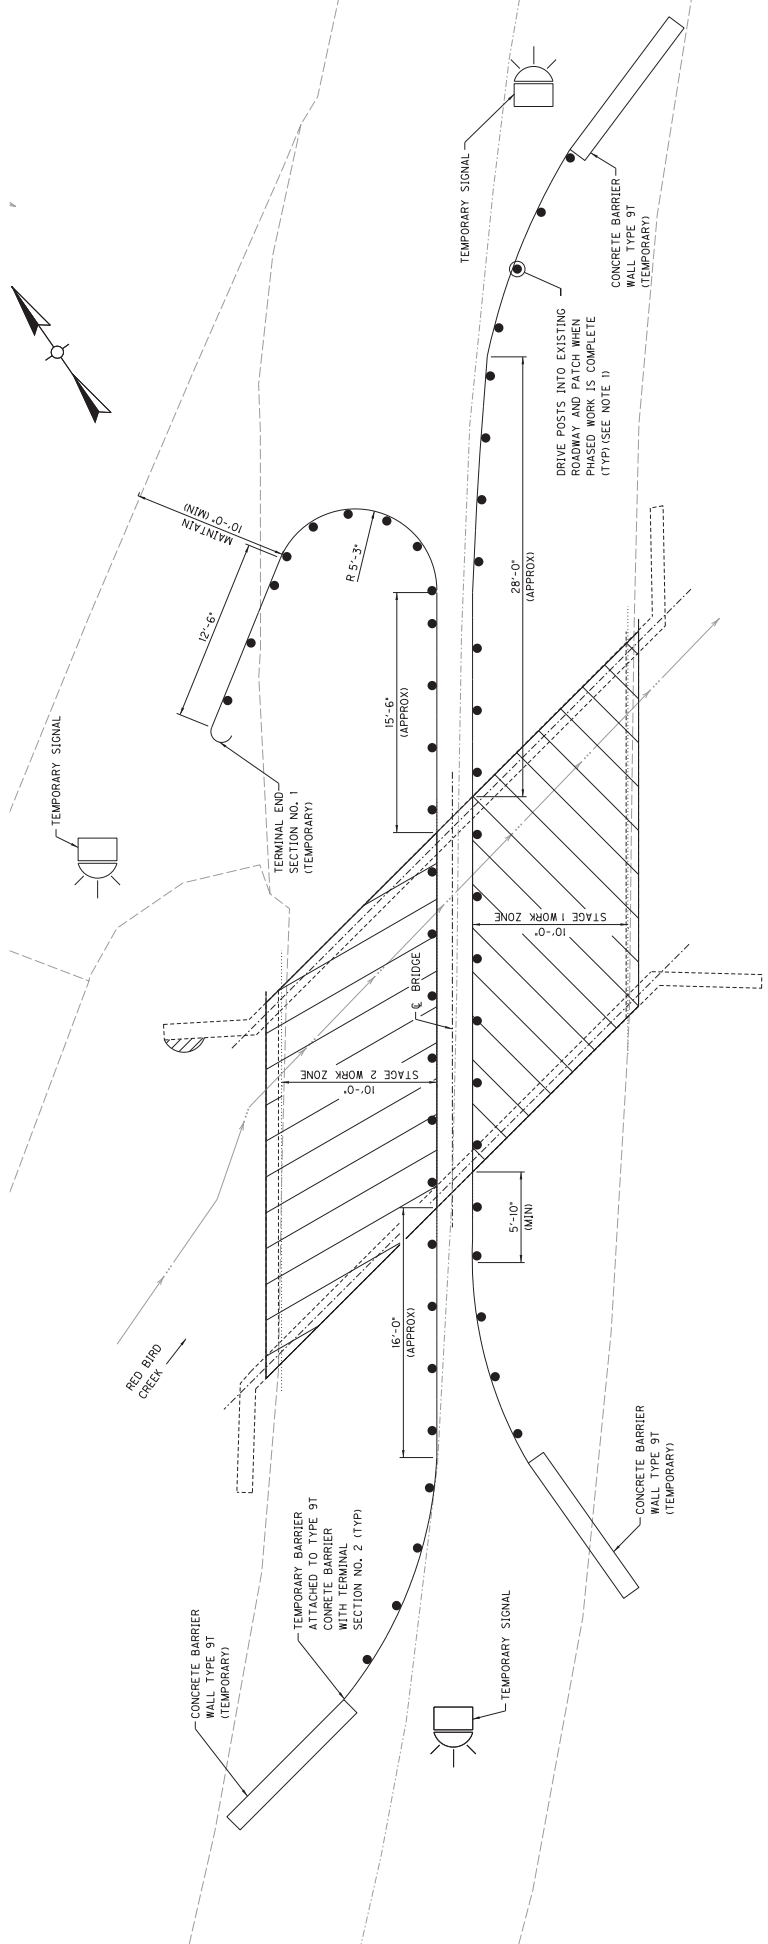 TEMPORARY SIGNAL
CONCRETE BARRIER
WALL TYPE 9T
(TEMPORARY)
DRIVE POSTS INTO EXISTING
ROADWAY AND PATCH WHEN
PHASED WORK IS COMPLETE
(TYP)(SEE NOTE 1)
MAINTAIN
10'-0" (MIN)
R 5'-3"
12'-6"
28'-0"
(APPROX)
15'-6"
(APPROX)
TEMPORARY SIGNAL
TERMINAL END
SECTION NO. 1
(TEMPORARY)
STAGE 1 WORK ZONE
10'-0"
℄ BRIDGE
STAGE 2 WORK ZONE
10'-0"
5'-10"
(MIN)
16'-0"
(APPROX)
RED BIRD
CREEK
CONCRETE BARRIER
WALL TYPE 9T
(TEMPORARY)
TEMPORARY BARRIER
ATTACHED TO TYPE 9T
CONRETE BARRIER
WITH TERMINAL
SECTION NO. 2 (TYP)
CONCRETE BARRIER
WALL TYPE 9T
(TEMPORARY)
TEMPORARY SIGNAL